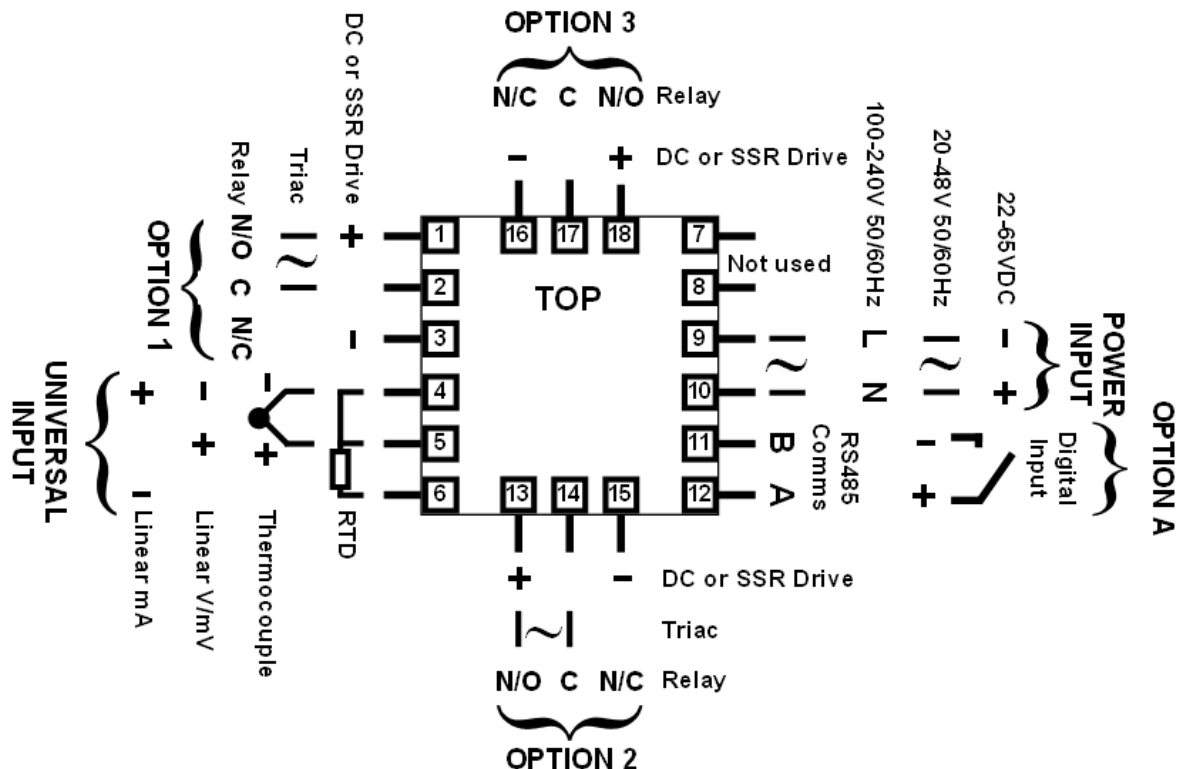 OPTION 3
N/C C N/O Relay
- + DC or SSR Drive
DC or SSR Drive
+
-
Triac
~
Relay N/O C N/C
OPTION 1
UNIVERSAL
INPUT
+ - Linear mA
- + Linear V/mV
- + Thermocouple
RTD
1
2
3
4
5
6
16 17 18
TOP
13 14 15
7
8
9
10
11
12
Not used
~
100-240V 50/60Hz L N
20-48V 50/60Hz ~
22-65VDC - +
POWER
INPUT
B A
RS485
Comms
- +
Digital
Input
OPTION A
+ - DC or SSR Drive
~ Triac
N/O C N/C Relay
OPTION 2